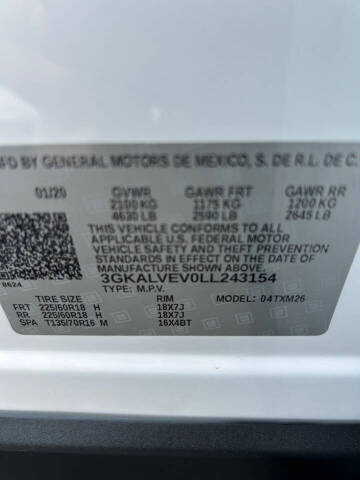 MFD BY GENERAL MOTORS DE MEXICO, S. DE R.L. DE C.
01/20 GVWR GAWR FRT GAWR RR
2100 KG 1175 KG 1200 KG
4630 LB 2590 LB 2645 LB
THIS VEHICLE CONFORMS TO ALL
APPLICABLE U.S. FEDERAL MOTOR
VEHICLE SAFETY AND THEFT PREVENTION
STANDARDS IN EFFECT ON THE DATE OF
MANUFACTURE SHOWN ABOVE.
8624 3GKALVEV0LL243154
TYPE: M.P.V.
TIRE SIZE RIM MODEL: 04TXM26
FRT 225/60R18 H 18X7J
RR 225/60R18 H 18X7J
SPA T135/70R16 M 16X4BT